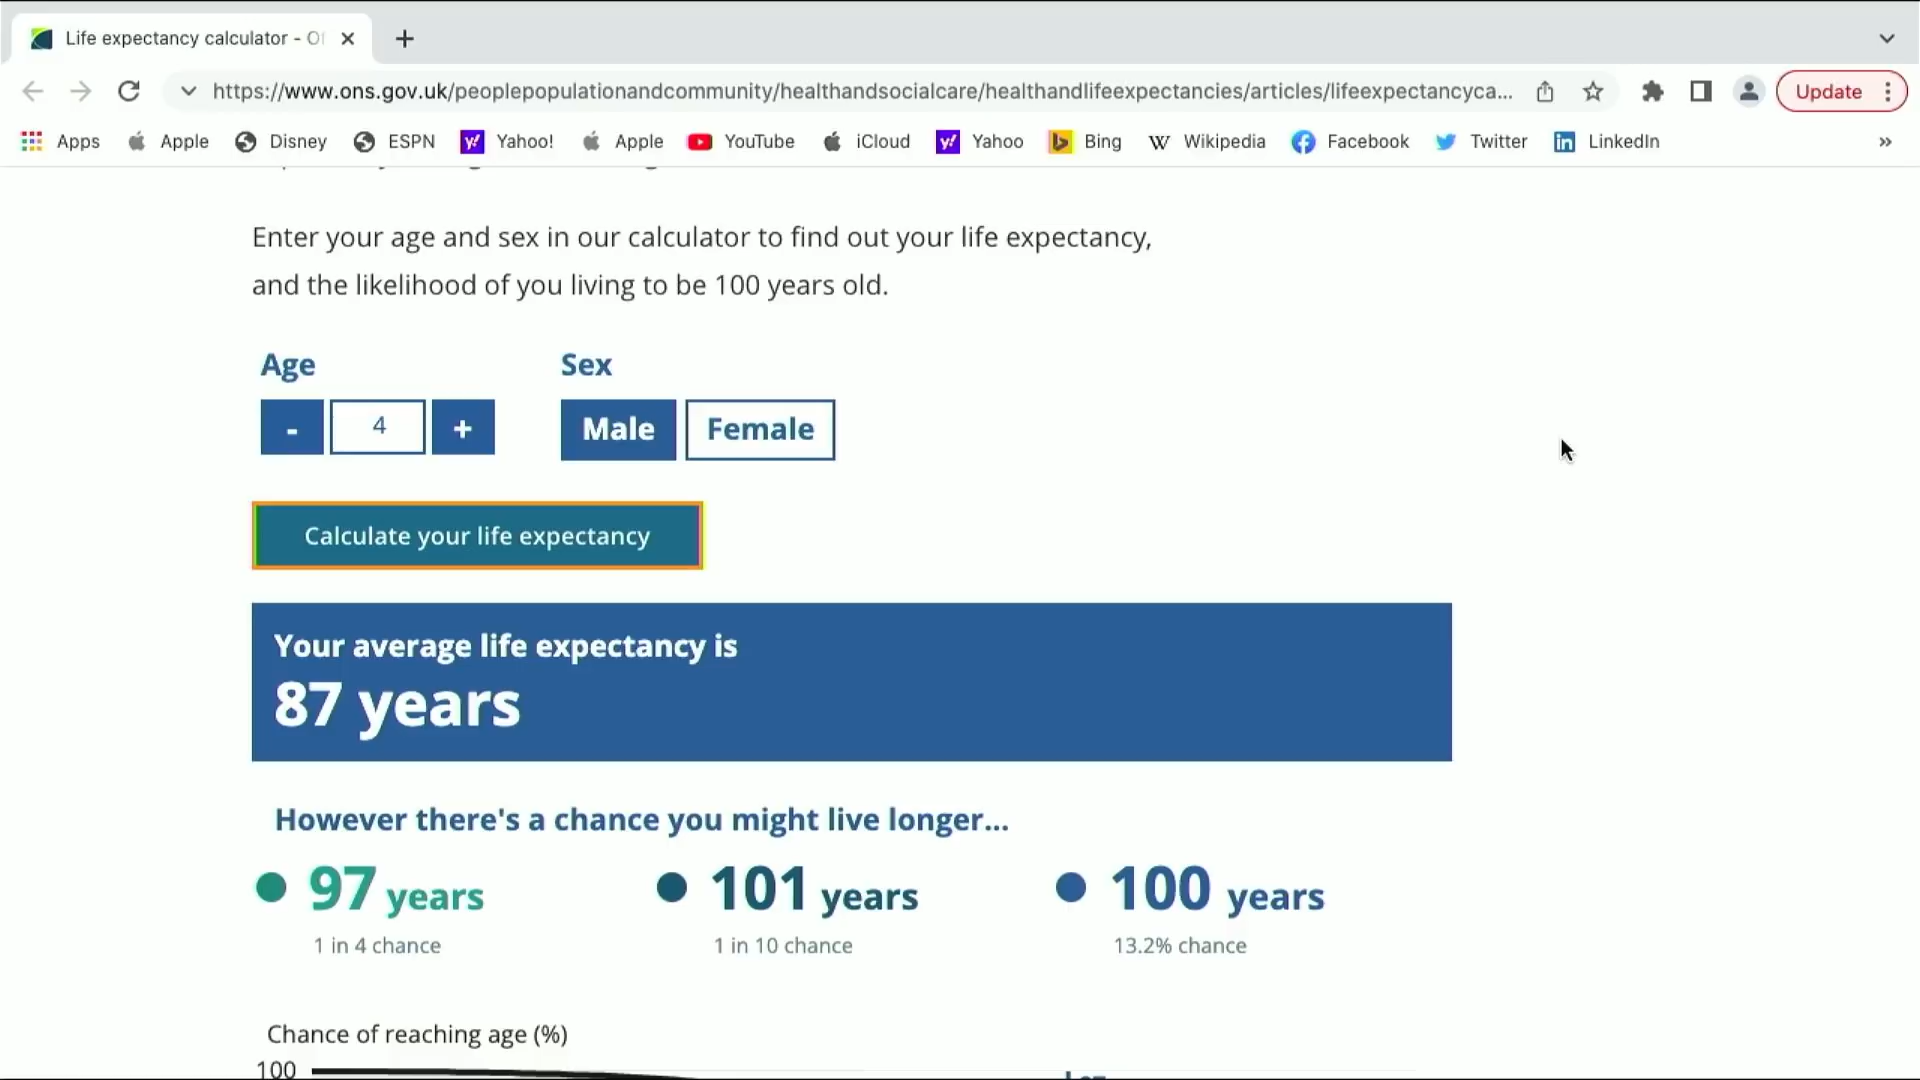 Life expectancy calculator - O
https://www.ons.gov.uk/peoplepopulationandcommunity/healthandsocialcare/healthandlifeexpectancies/articles/lifeexpectancyca...
Update
Apps Apple Disney ESPN Yahoo! Apple YouTube iCloud Yahoo Bing Wikipedia Facebook Twitter LinkedIn »
Enter your age and sex in our calculator to find out your life expectancy,
and the likelihood of you living to be 100 years old.
Age Sex
- 4 + Male Female
Calculate your life expectancy
Your average life expectancy is
87 years
However there's a chance you might live longer...
97 years 101 years 100 years
1 in 4 chance 1 in 10 chance 13.2% chance
Chance of reaching age (%)
100